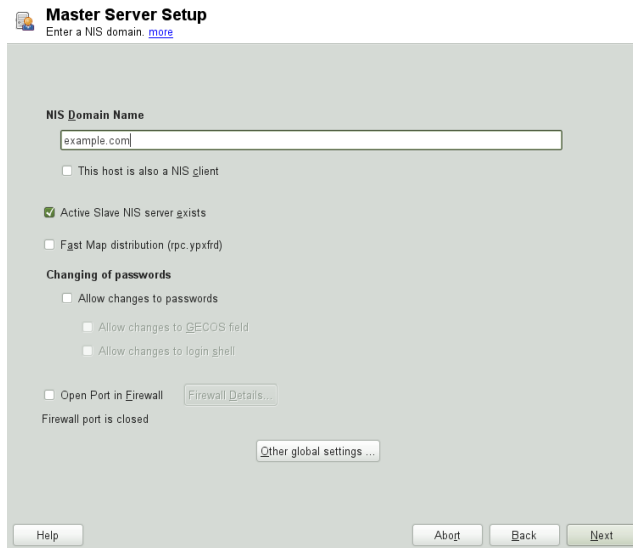 Master Server Setup
Enter a NIS domain. more
NIS Domain Name
example.com
This host is also a NIS client
Active Slave NIS server exists
Fast Map distribution (rpc.ypxfrd)
Changing of passwords
Allow changes to passwords
Allow changes to GECOS field
Allow changes to login shell
Open Port in Firewall Firewall Details...
Firewall port is closed
Other global settings ...
Help Abort Back Next